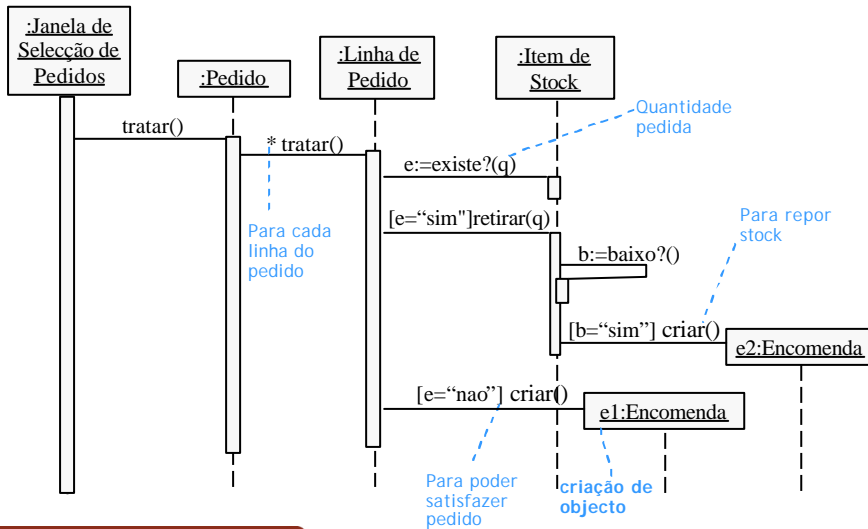 :Janela de
Selecção de
Pedidos
:Pedido
:Linha de
Pedido
:Item de
Stock
Quantidade
pedida
tratar()
* tratar()
e:=existe?(q)
Para cada
linha do
pedido
[e=“sim"]retirar(q)
Para repor
stock
b:=baixo?()
[b=“sim”] criar()
e2:Encomenda
[e=“nao”] criar()
e1:Encomenda
Para poder
satisfazer
pedido
criação de
objecto